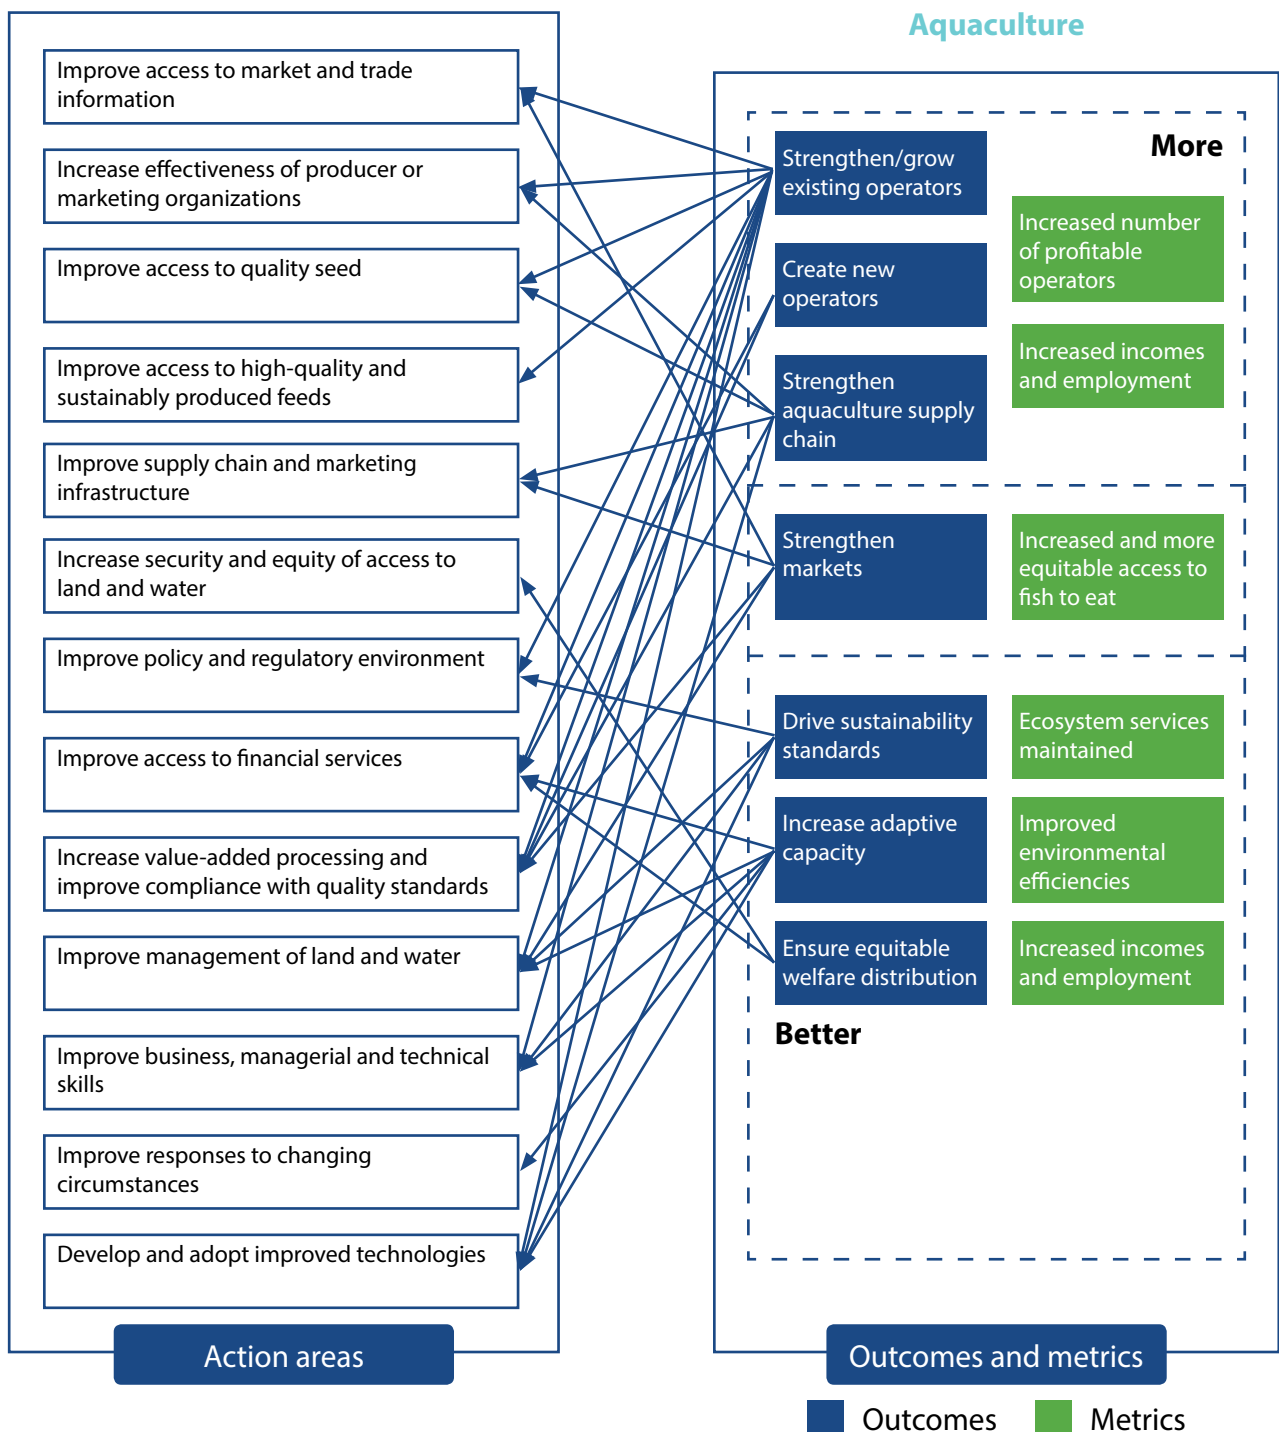 Improve access to market and trade
information
Increase effectiveness of producer or
marketing organizations
Improve access to quality seed
Improve access to high-quality and
sustainably produced feeds
Improve supply chain and marketing
infrastructure
Increase security and equity of access to
land and water
Improve policy and regulatory environment
Improve access to financial services
Increase value-added processing and
improve compliance with quality standards
Improve management of land and water
Improve business, managerial and technical
skills
Improve responses to changing
circumstances
Develop and adopt improved technologies
Action areas
Aquaculture
More
Strengthen/grow
existing operators
Create new
operators
Strengthen
aquaculture supply
chain
Increased number
of profitable
operators
Increased incomes
and employment
Strengthen
markets
Increased and more
equitable access to
fish to eat
Drive sustainability
standards
Ecosystem services
maintained
Increase adaptive
capacity
Improved
environmental
efficiencies
Ensure equitable
welfare distribution
Increased incomes
and employment
Better
Outcomes and metrics
Outcomes
Metrics